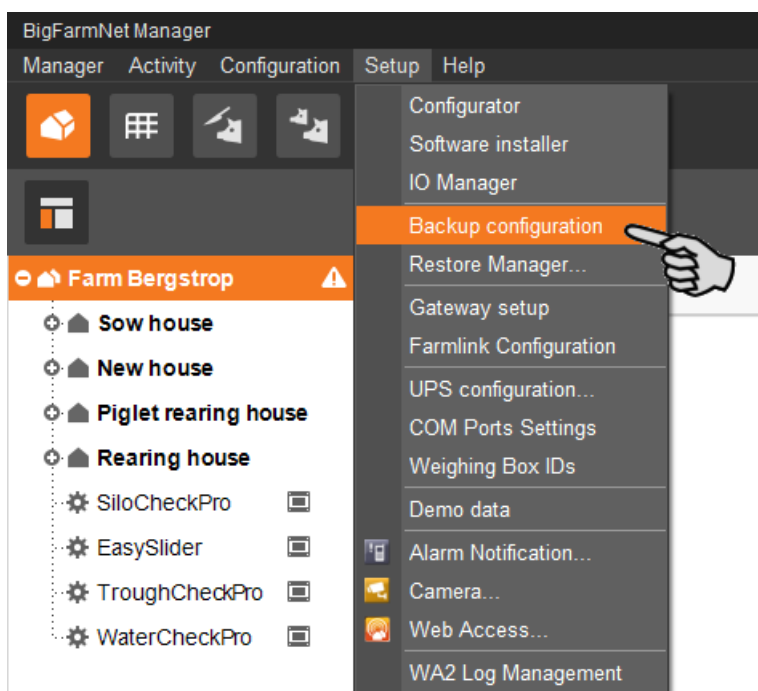 BigFarmNet Manager
Manager Activity Configuration Setup Help
Configurator
Software installer
IO Manager
Backup configuration
Restore Manager...
Gateway setup
Farmlink Configuration
UPS configuration...
COM Ports Settings
Weighing Box IDs
Demo data
Alarm Notification...
Camera...
Web Access...
WA2 Log Management
Farm Bergstrop
Sow house
New house
Piglet rearing house
Rearing house
SiloCheckPro
EasySlider
TroughCheckPro
WaterCheckPro